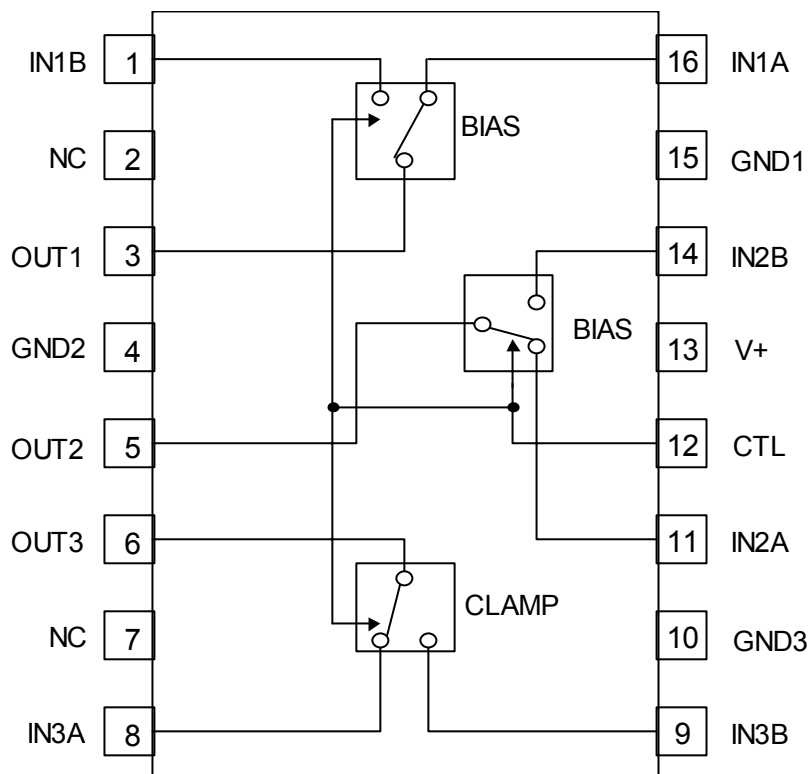 IN1B 1 16 IN1A
BIAS
NC 2 15 GND1
OUT1 3 14 IN2B
BIAS
GND2 4 13 V+
OUT2 5 12 CTL
OUT3 6 11 IN2A
CLAMP
NC 7 10 GND3
IN3A 8 9 IN3B